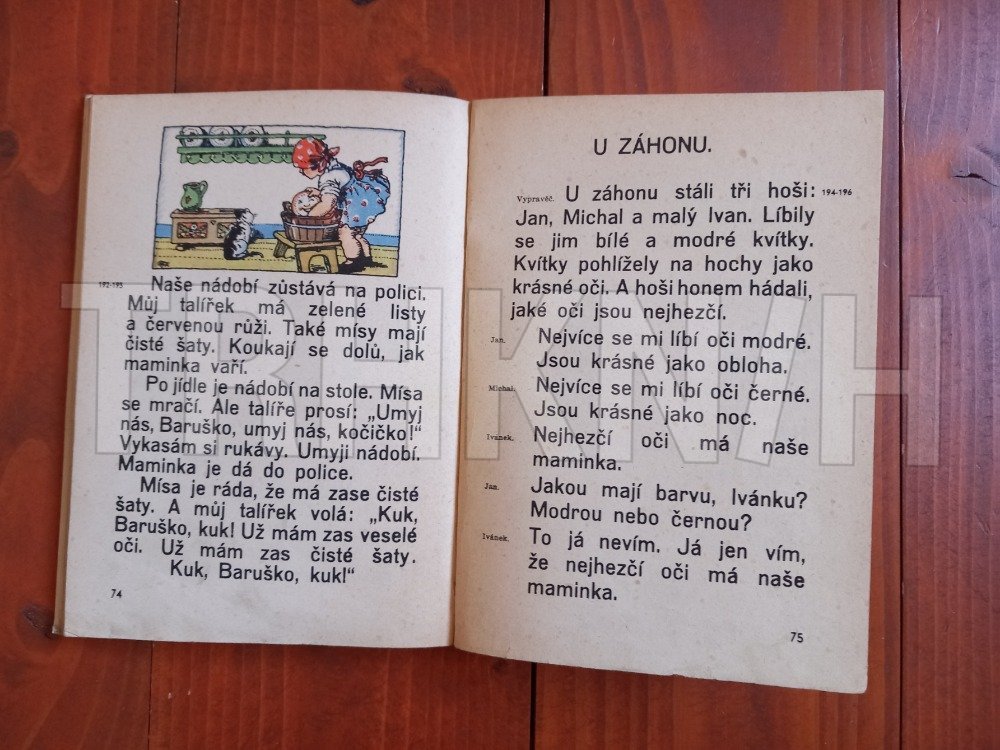 192-193 Naše nádobí zůstává na polici.
Můj talířek má zelené listy
a červenou růži. Také mísy mají
čisté šaty. Koukají se dolů, jak
maminka vaří.
Po jídle je nádobí na stole. Mísa
se mračí. Ale talíře prosí: „Umyj
nás, Baruško, umyj nás, kočičko!“
Vykasám si rukávy. Umyji nádobí.
Maminka je dá do police.
Mísa je ráda, že má zase čisté
šaty. A můj talířek volá: „Kuk,
Baruško, kuk! Už mám zas veselé
oči. Už mám zas čisté šaty.
Kuk, Baruško, kuk!“
74
U ZÁHONU.
Vypravěč. U záhonu stáli tři hoši: 194-196
Jan, Michal a malý Ivan. Líbily
se jim bílé a modré kvítky.
Kvítky pohlížely na hochy jako
krásné oči. A hoši honem hádali,
jaké oči jsou nejhezčí.
Jan. Nejvíce se mi líbí oči modré.
Jsou krásné jako obloha.
Michal. Nejvíce se mi líbí oči černé.
Jsou krásné jako noc.
Ivánek. Nejhezčí oči má naše
maminka.
Jan. Jakou mají barvu, Ivánku?
Modrou nebo černou?
Ivánek. To já nevím. Já jen vím,
že nejhezčí oči má naše
maminka.
75